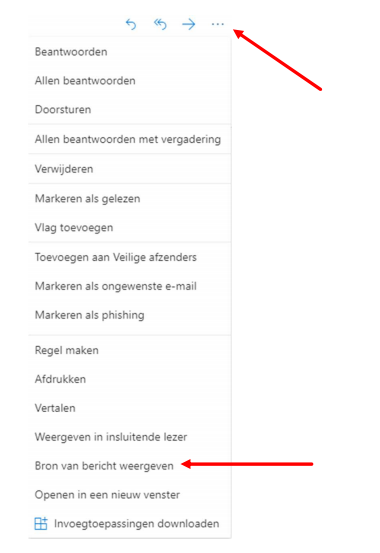 Beantwoorden
Allen beantwoorden
Doorsturen
Allen beantwoorden met vergadering
Verwijderen
Markeren als gelezen
Vlag toevoegen
Toevoegen aan Veilige afzenders
Markeren als ongewenste e-mail
Markeren als phishing
Regel maken
Afdrukken
Vertalen
Weergeven in insluitende lezer
Bron van bericht weergeven
Openen in een nieuw venster
Invoegtoepassingen downloaden